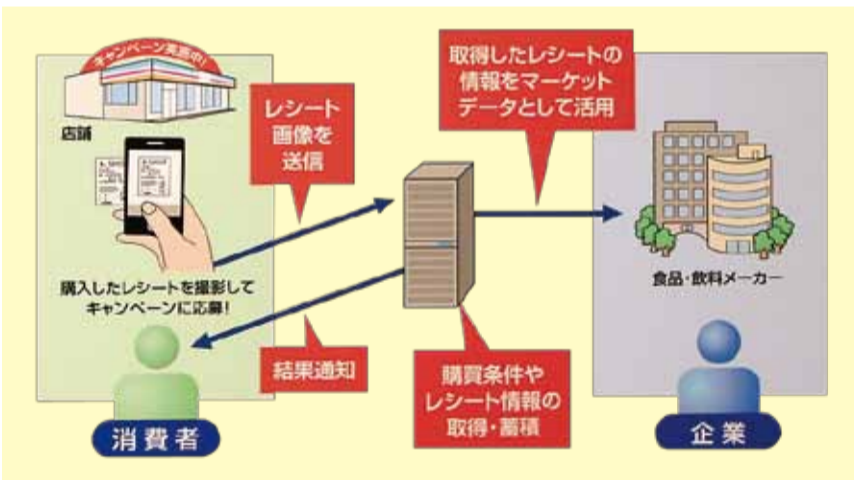 キャンペーン実施中!
店舗
購入したレシートを撮影して
キャンペーンに応募!
消費者
レシート
画像を
送信
結果通知
取得したレシートの
情報をマーケット
データとして活用
購買条件や
レシート情報の
取得・蓄積
食品・飲料メーカー
企業